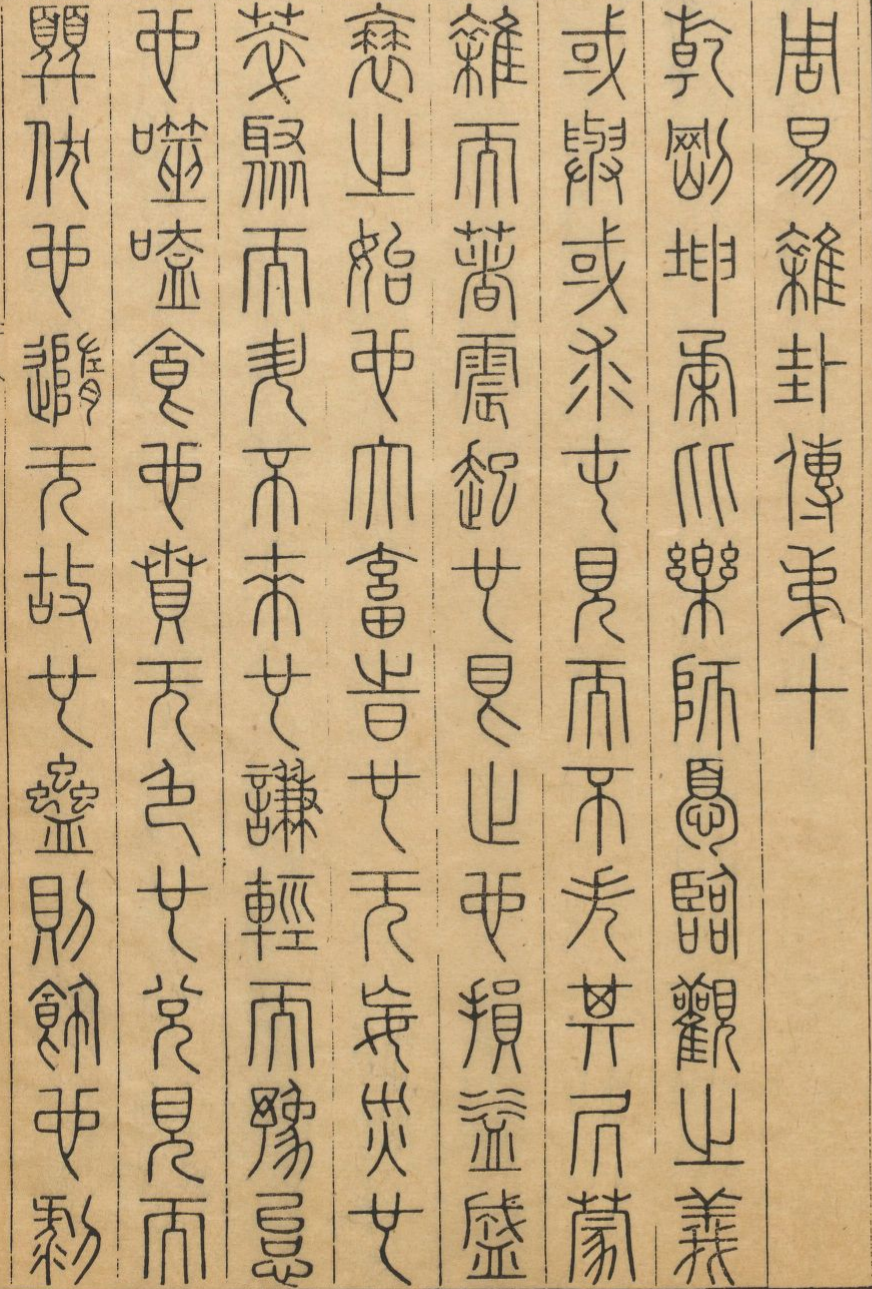 周易雜卦傳弟十
乾剛坤柔比樂師憂臨觀之義
或與或求屯見而不失其凥蒙
雜而著震起也艮止也損益盛
衰之始也大畜旹也无妄災也
萃聚而升不來也謙輕而豫怠
也噬嗑食也賁无色也兌見而
巽伏也隨无故也蠱則飭也剝